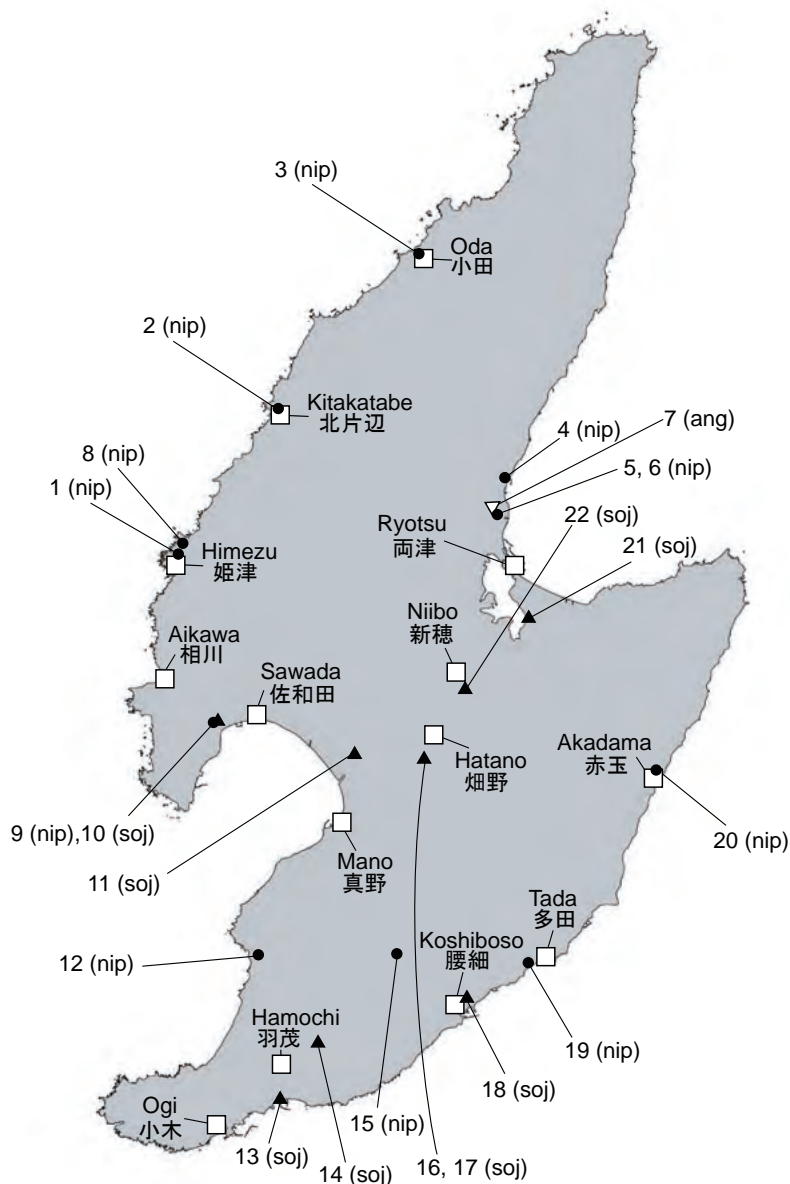 3 (nip)
Oda
小田
2 (nip)
Kitakatabe
北片辺
4 (nip)
7 (ang)
5, 6 (nip)
8 (nip)
1 (nip)
Himezu
姫津
Ryotsu
両津
22 (soj)
21 (soj)
Niibo
新穂
Aikawa
相川
Sawada
佐和田
Hatano
畑野
Akadama
赤玉
9 (nip),10 (soj)
11 (soj)
Mano
真野
20 (nip)
Tada
多田
Koshiboso
腰細
12 (nip)
Hamochi
羽茂
19 (nip)
18 (soj)
Ogi
小木
15 (nip)
13 (soj)
14 (soj)
16, 17 (soj)